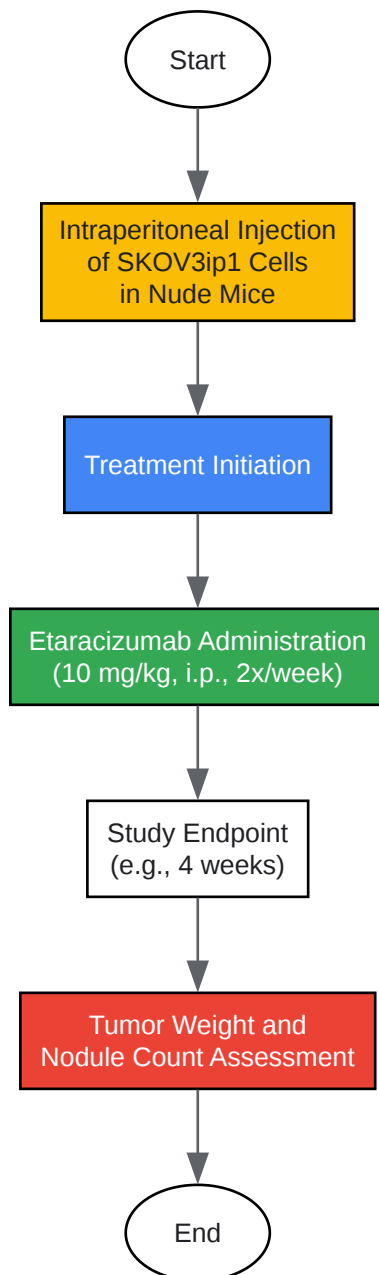 Start
Intraperitoneal Injection
of SKOV3ip1 Cells
in Nude Mice
Treatment Initiation
Etaracizumab Administration
(10 mg/kg, i.p., 2x/week)
Study Endpoint
(e.g., 4 weeks)
Tumor Weight and
Nodule Count Assessment
End